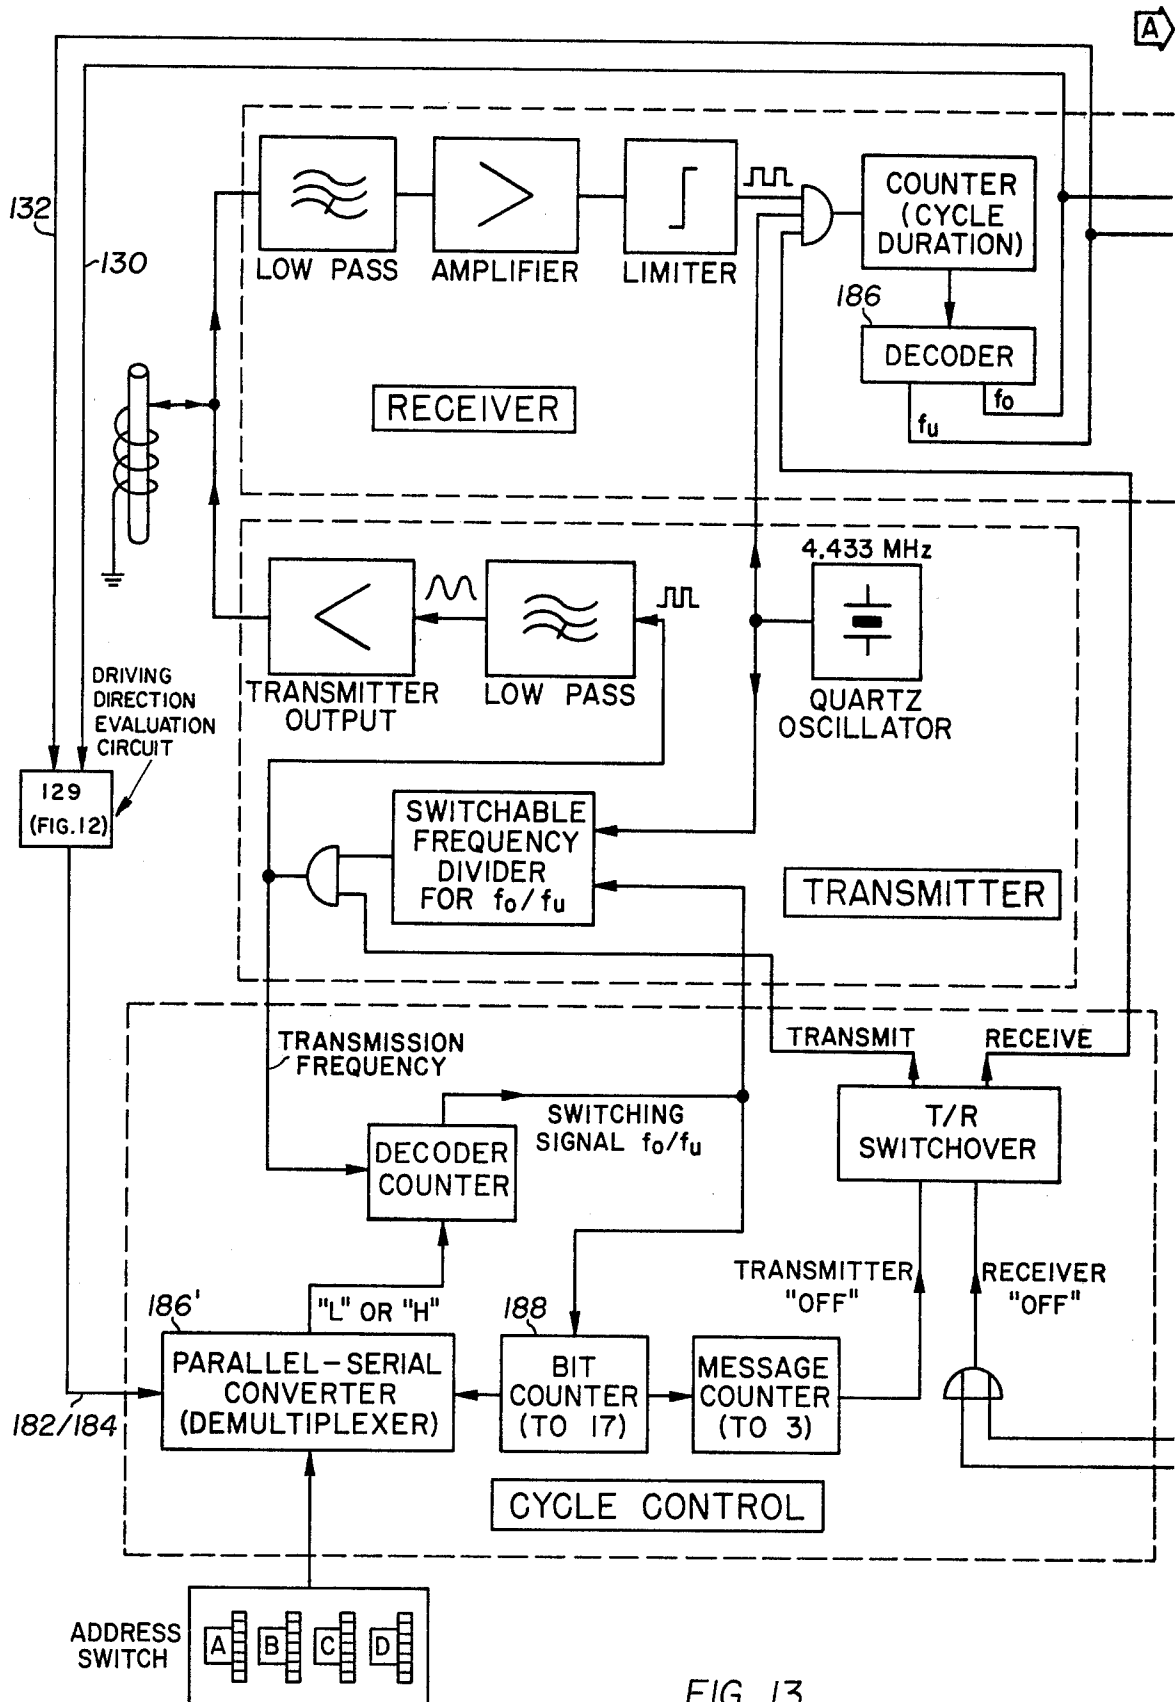 A
132
130
LOW PASS
AMPLIFIER
LIMITER
COUNTER
(CYCLE
DURATION)
186
DECODER
fo
fu
RECEIVER
4.433 MHz
TRANSMITTER
OUTPUT
LOW PASS
QUARTZ
OSCILLATOR
DRIVING
DIRECTION
EVALUATION
CIRCUIT
129
(FIG.12)
SWITCHABLE
FREQUENCY
DIVIDER
FOR fo/fu
TRANSMITTER
TRANSMISSION
FREQUENCY
TRANSMIT
RECEIVE
SWITCHING
SIGNAL fo/fu
T/R
SWITCHOVER
DECODER
COUNTER
TRANSMITTER
"OFF"
RECEIVER
"OFF"
"L" OR "H"
186'
188
PARALLEL-SERIAL
CONVERTER
(DEMULTIPLEXER)
BIT
COUNTER
(TO 17)
MESSAGE
COUNTER
(TO 3)
182/184
CYCLE CONTROL
ADDRESS
SWITCH
A B C D
FIG. 13